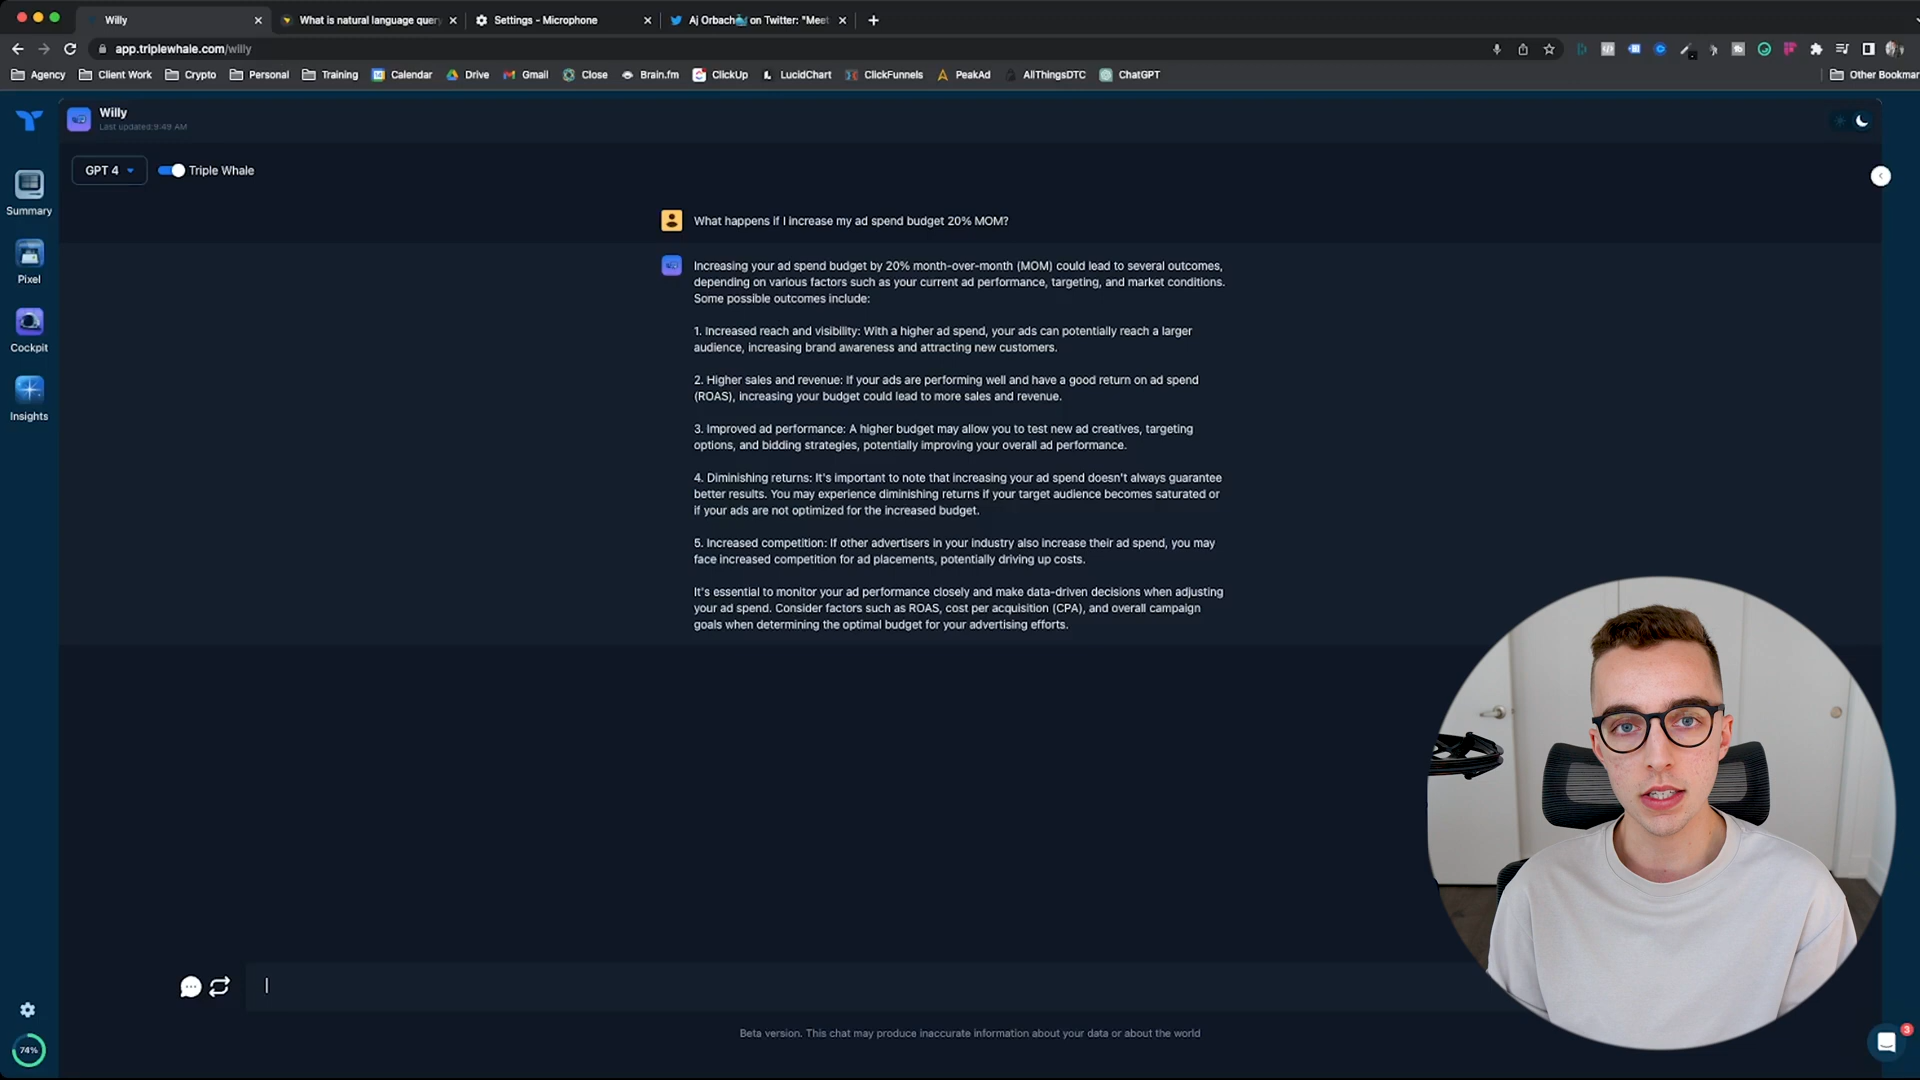 Willy
What is natural language quer
Settings - Microphone
Aj Orbach on Twitter: "Meet
app.triplewhale.com/willy
Agency
Client Work
Crypto
Personal
Training
Calendar
Drive
Gmail
Close
Brain.fm
ClickUp
LucidChart
ClickFunnels
PeakAd
AllThingsDTC
ChatGPT
Other Bookmar
Willy
Last updated:9:49 AM
GPT 4
Triple Whale
Summary
Pixel
Cockpit
Insights
What happens if I increase my ad spend budget 20% MOM?
Increasing your ad spend budget by 20% month-over-month (MOM) could lead to several outcomes,
depending on various factors such as your current ad performance, targeting, and market conditions.
Some possible outcomes include:
1. Increased reach and visibility: With a higher ad spend, your ads can potentially reach a larger
audience, increasing brand awareness and attracting new customers.
2. Higher sales and revenue: If your ads are performing well and have a good return on ad spend
(ROAS), increasing your budget could lead to more sales and revenue.
3. Improved ad performance: A higher budget may allow you to test new ad creatives, targeting
options, and bidding strategies, potentially improving your overall ad performance.
4. Diminishing returns: It's important to note that increasing your ad spend doesn't always guarantee
better results. You may experience diminishing returns if your target audience becomes saturated or
if your ads are not optimized for the increased budget.
5. Increased competition: If other advertisers in your industry also increase their ad spend, you may
face increased competition for ad placements, potentially driving up costs.
It's essential to monitor your ad performance closely and make data-driven decisions when adjusting
your ad spend. Consider factors such as ROAS, cost per acquisition (CPA), and overall campaign
goals when determining the optimal budget for your advertising efforts.
Beta version. This chat may produce inaccurate information about your data or about the world
74%
3